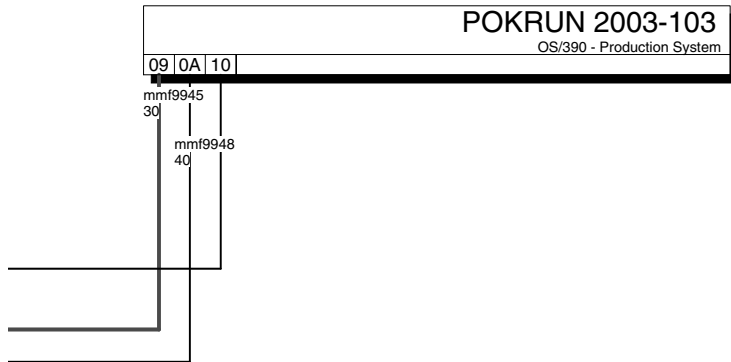 POKRUN 2003-103
OS/390 - Production System
09 0A 10
mmf9945
30
mmf9948
40